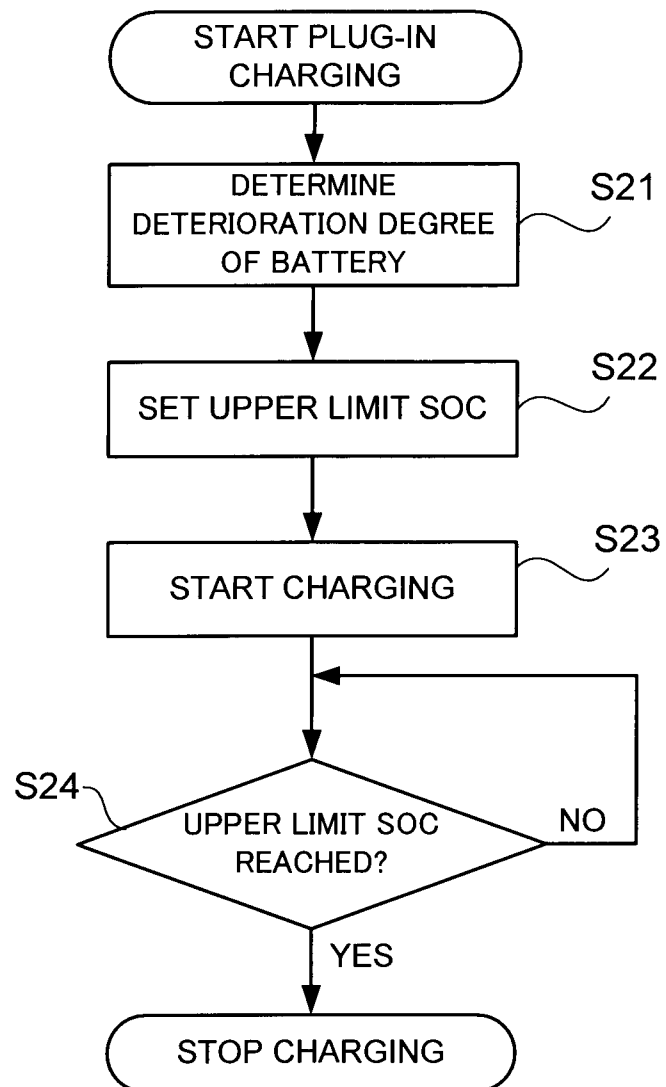 START PLUG-IN
CHARGING
DETERMINE
DETERIORATION DEGREE
OF BATTERY
S21
SET UPPER LIMIT SOC
S22
START CHARGING
S23
S24
UPPER LIMIT SOC
REACHED?
NO
YES
STOP CHARGING